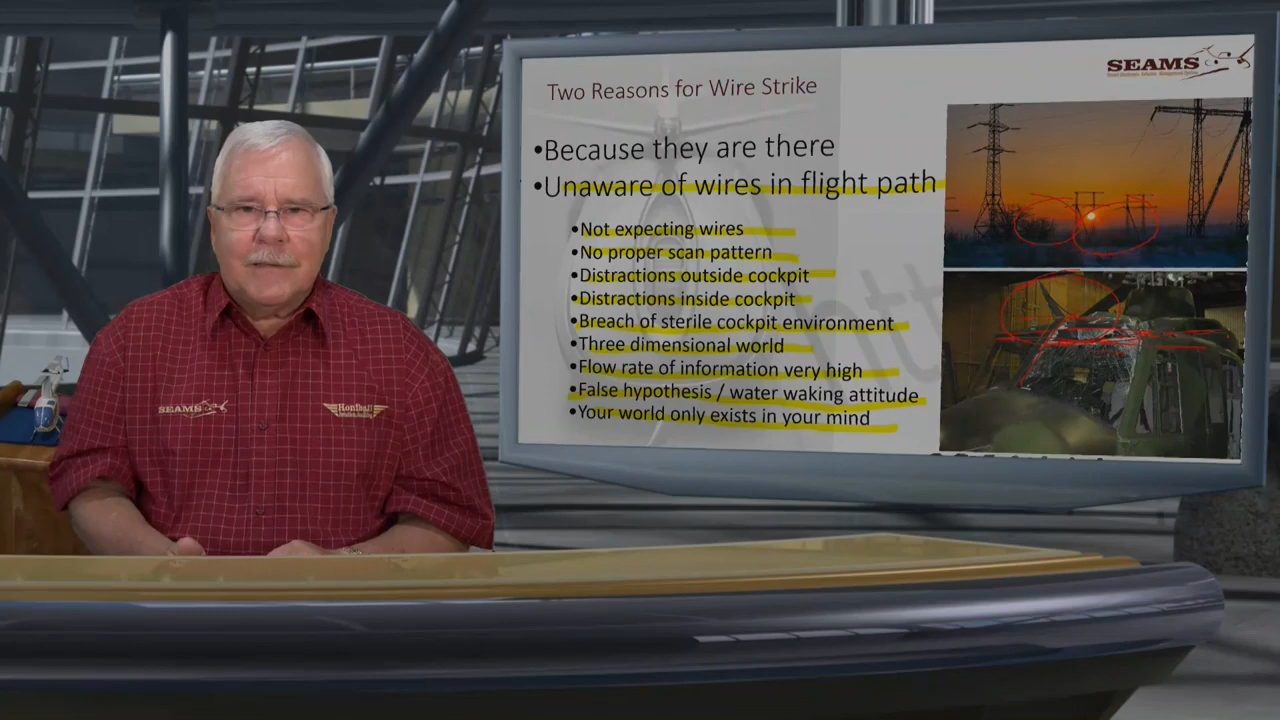 SEAMS
Two Reasons for Wire Strike
•Because they are there
•Unaware of wires in flight path
•Not expecting wires
•No proper scan pattern
•Distractions outside cockpit
•Distractions inside cockpit
•Breach of sterile cockpit environment
•Three dimensional world
•Flow rate of information very high
•False hypothesis / water waking attitude
•Your world only exists in your mind
SEAMS
Honiball